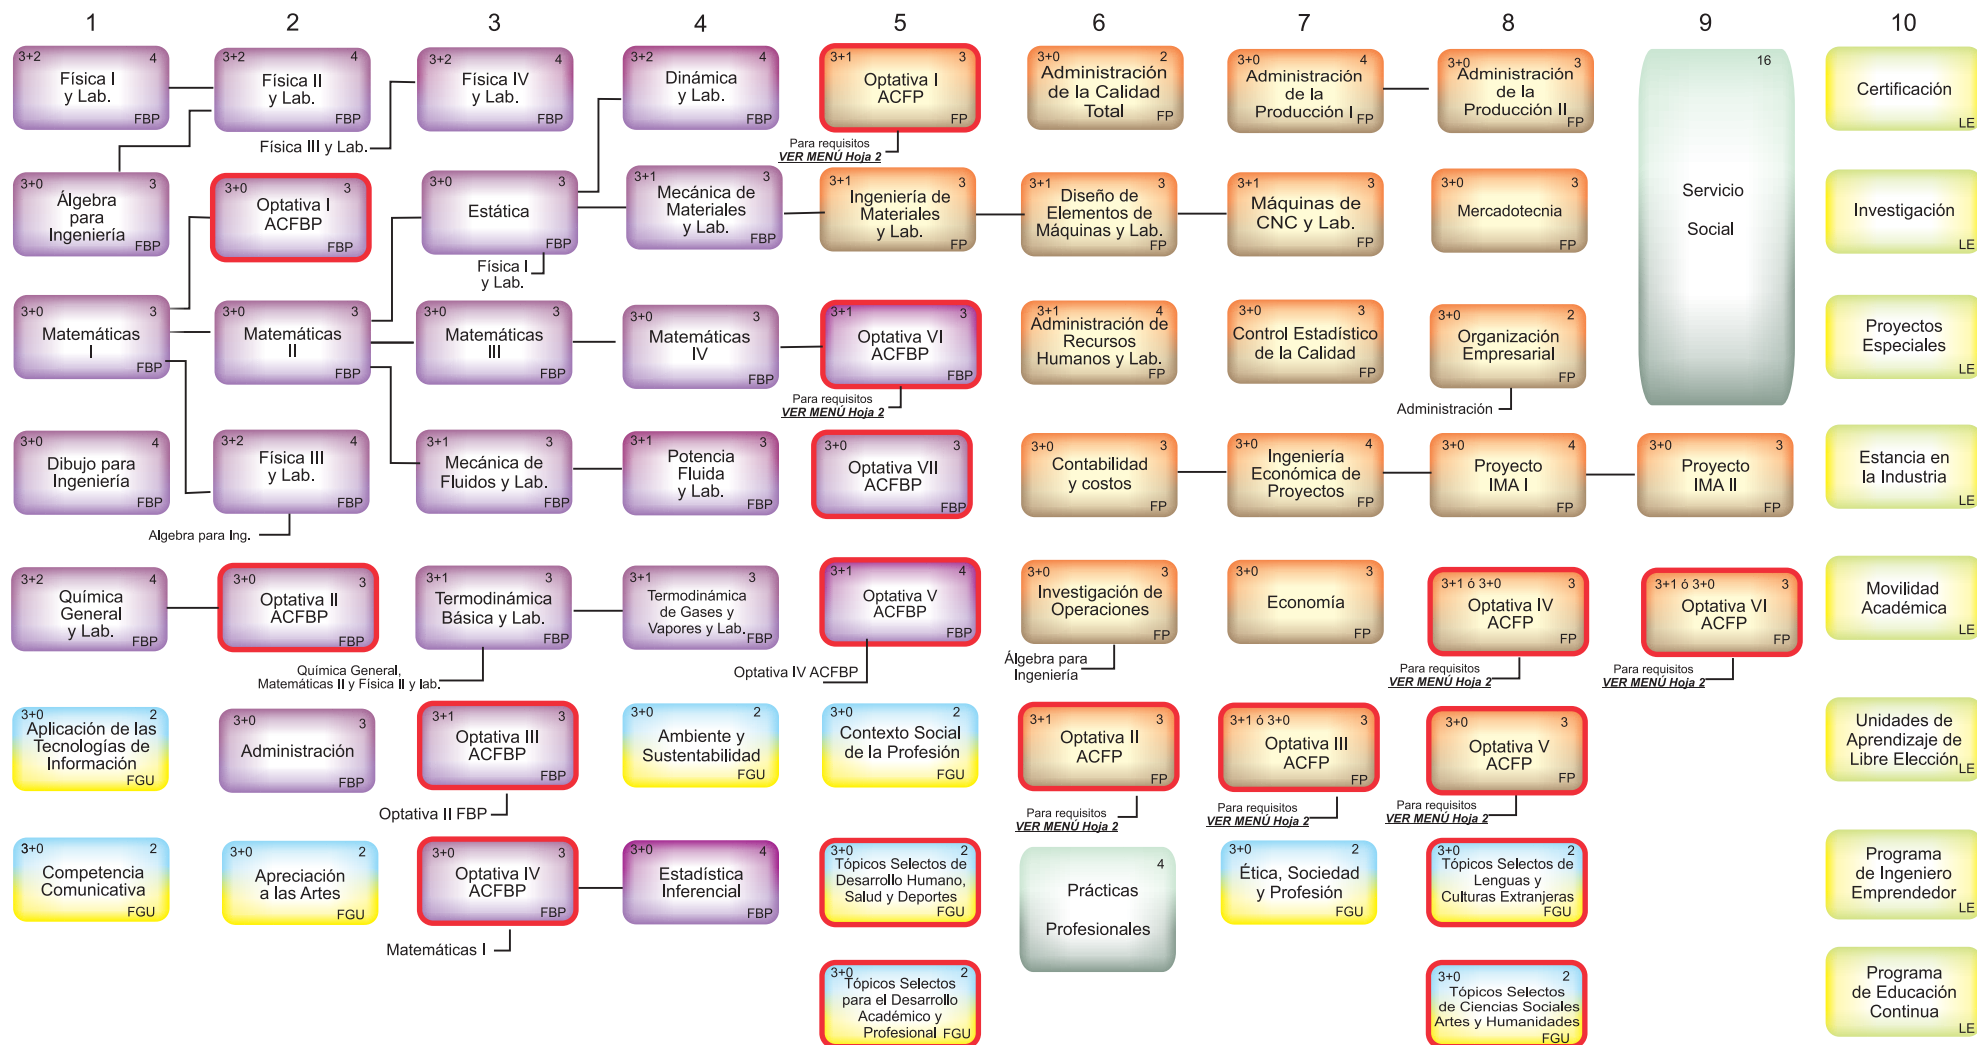 1 2 3 4 5 6 7 8 9 10
3+2 4
Física I
y Lab.
FBP
3+0 3
Álgebra
para
Ingeniería
FBP
3+0 3
Matemáticas
I
FBP
3+0 4
Dibujo para
Ingeniería
FBP
3+2 4
Química
General
y Lab.
FBP
3+0 2
Aplicación de las
Tecnologías de
Información
FGU
3+0 2
Competencia
Comunicativa
FGU
3+2 4
Física II
y Lab.
FBP
3+0 3
Optativa I
ACFBP
FBP
3+0 3
Matemáticas
II
FBP
3+2 4
Física III
y Lab.
FBP
Algebra para Ing.
3+0 3
Optativa II
ACFBP
FBP
3+0 3
Administración
FBP
3+0 2
Apreciación
a las Artes
FGU
3+2 4
Física IV
y Lab.
FBP
Física III y Lab.
3+0 3
Estática
FBP
Física I
y Lab.
3+0 3
Matemáticas
III
FBP
3+1 3
Mecánica de
Fluidos y Lab.
FBP
3+1 3
Termodinámica
Básica y Lab.
FBP
Química General,
Matemáticas II y Física II y lab.
3+1 3
Optativa III
ACFBP
FBP
Optativa II FBP
3+0 3
Optativa IV
ACFBP
FBP
Matemáticas I
3+2 4
Dinámica
y Lab.
FBP
3+1 3
Mecánica de
Materiales
y Lab.
FBP
3+0 3
Matemáticas
IV
FBP
3+1 3
Potencia
Fluida
y Lab.
FBP
3+1 3
Termodinámica
de Gases y
Vapores y Lab.
FBP
3+0 2
Ambiente y
Sustentabilidad
FGU
3+0 4
Estadística
Inferencial
FBP
3+1 3
Optativa I
ACFP
FP
Para requisitos
VER MENÚ Hoja 2
3+1 3
Ingeniería de
Materiales
y Lab.
FP
3+1 3
Optativa VI
ACFBP
FBP
Para requisitos
VER MENÚ Hoja 2
3+0 3
Optativa VII
ACFBP
FBP
3+1 4
Optativa V
ACFBP
FBP
Optativa IV ACFBP
3+0 2
Contexto Social
de la Profesión
FGU
3+0 2
Tópicos Selectos de
Desarrollo Humano,
Salud y Deportes
FGU
3+0 2
Tópicos Selectos
para el Desarrollo
Académico y
Profesional FGU
3+0 2
Administración
de la Calidad
Total
FP
3+1 3
Diseño de
Elementos de
Máquinas y Lab.
FP
3+1 4
Administración de
Recursos
Humanos y Lab.
FP
3+0 3
Contabilidad
y costos
FP
3+0 3
Investigación de
Operaciones
FP
Álgebra para
Ingeniería
3+1 3
Optativa II
ACFP
FP
Para requisitos
VER MENÚ Hoja 2
4
Prácticas
Profesionales
3+0 4
Administración
de la
Producción I
FP
3+1 3
Máquinas de
CNC y Lab.
FP
3+0 3
Control Estadístico
de la Calidad
FP
3+0 4
Ingeniería
Económica de
Proyectos
FP
3+0 3
Economía
FP
3+1 ó 3+0 3
Optativa III
ACFP
FP
Para requisitos
VER MENÚ Hoja 2
3+0 2
Ética, Sociedad
y Profesión
FGU
3+0 3
Administración
de la
Producción II
FP
3+0 3
Mercadotecnia
FP
3+0 2
Organización
Empresarial
FP
Administración
3+0 4
Proyecto
IMA I
FP
3+1 ó 3+0 3
Optativa IV
ACFP
FP
Para requisitos
VER MENÚ Hoja 2
3+0 3
Optativa V
ACFP
FP
Para requisitos
VER MENÚ Hoja 2
3+0 2
Tópicos Selectos de
Lenguas y
Culturas Extranjeras
FGU
3+0 2
Tópicos Selectos
de Ciencias Sociales
Artes y Humanidades
FGU
16
Servicio
Social
3+0 3
Proyecto
IMA II
FP
3+1 ó 3+0 3
Optativa VI
ACFP
FP
Para requisitos
VER MENÚ Hoja 2
Certificación
LE
Investigación
LE
Proyectos
Especiales
LE
Estancia en
la Industria
LE
Movilidad
Académica
LE
Unidades de
Aprendizaje de
Libre Elección
LE
Programa
de Ingeniero
Emprendedor
LE
Programa
de Educación
Continua
LE